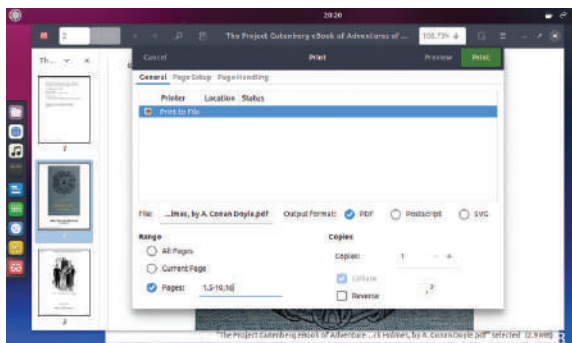 20:20
2
The Project Gutenberg eBook of Adventures of ...
103.73%
Th...
Cancel
Print
Preview
Print
General Page Setup Page Handling
Printer Location Status
Print to File
File: ...lmes, by A. Conan Doyle.pdf
Output format: PDF Postscript SVG
Range
Copies
All Pages
Copies: 1 - +
Current Page
Collate
Pages: 1,5-10,16
Reverse
"The Project Gutenberg eBook of Adventure...ck Holmes, by A. Conan Doyle.pdf" selected (2.9 MB)